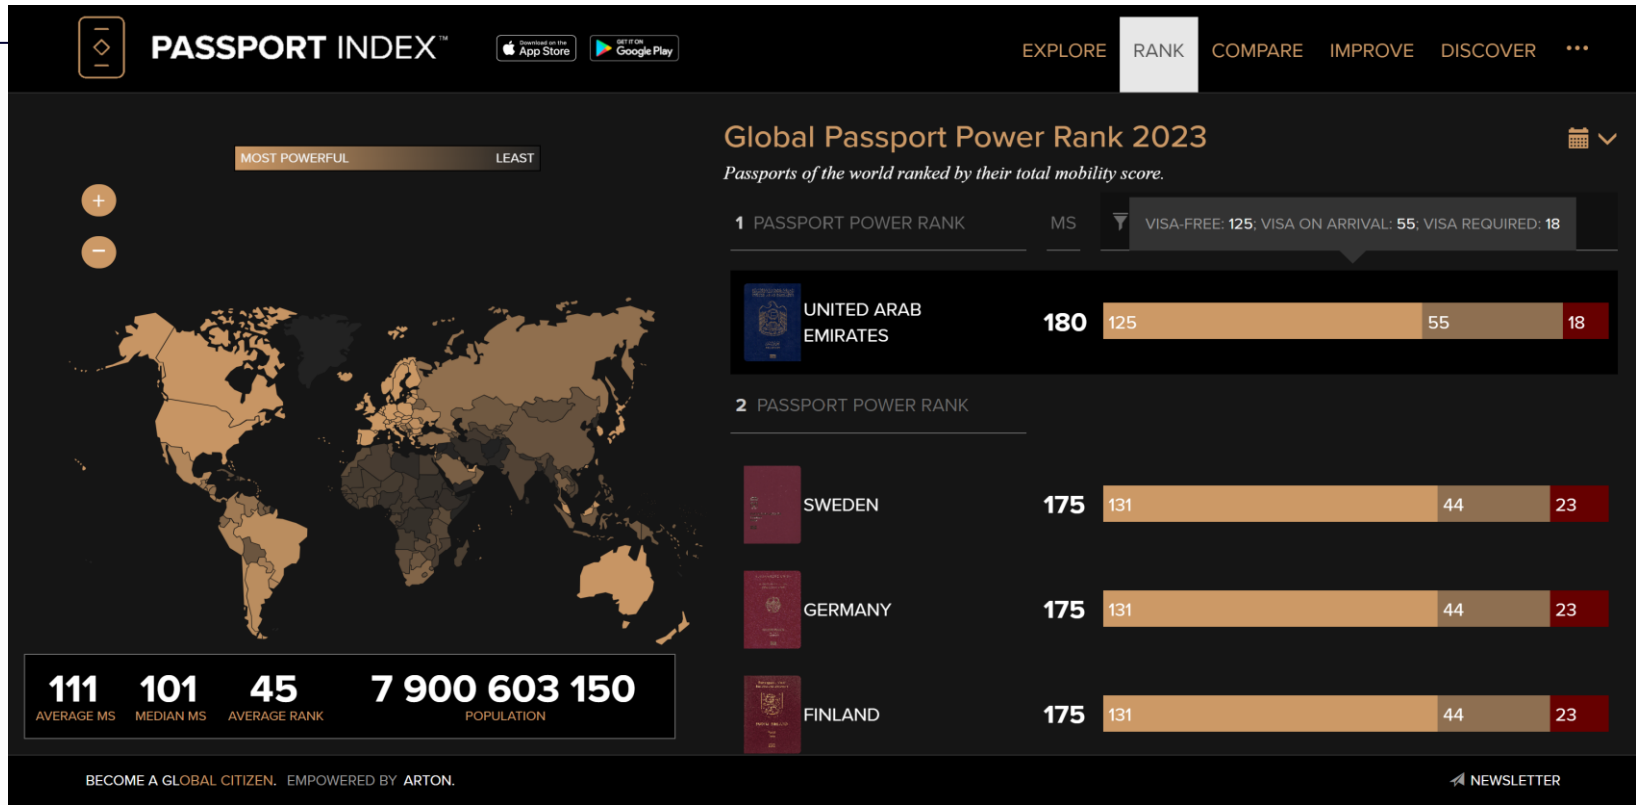 PASSPORT INDEX™
Download on the
App Store
GET IT ON
Google Play
EXPLORE RANK COMPARE IMPROVE DISCOVER •••
MOST POWERFUL LEAST
+
−
111 101 45 7 900 603 150
AVERAGE MS MEDIAN MS AVERAGE RANK POPULATION
Global Passport Power Rank 2023
Passports of the world ranked by their total mobility score.
1 PASSPORT POWER RANK MS VISA-FREE: 125; VISA ON ARRIVAL: 55; VISA REQUIRED: 18
UNITED ARAB
EMIRATES
180 125 55 18
2 PASSPORT POWER RANK
SWEDEN 175 131 44 23
GERMANY 175 131 44 23
FINLAND 175 131 44 23
BECOME A GLOBAL CITIZEN. EMPOWERED BY ARTON. NEWSLETTER